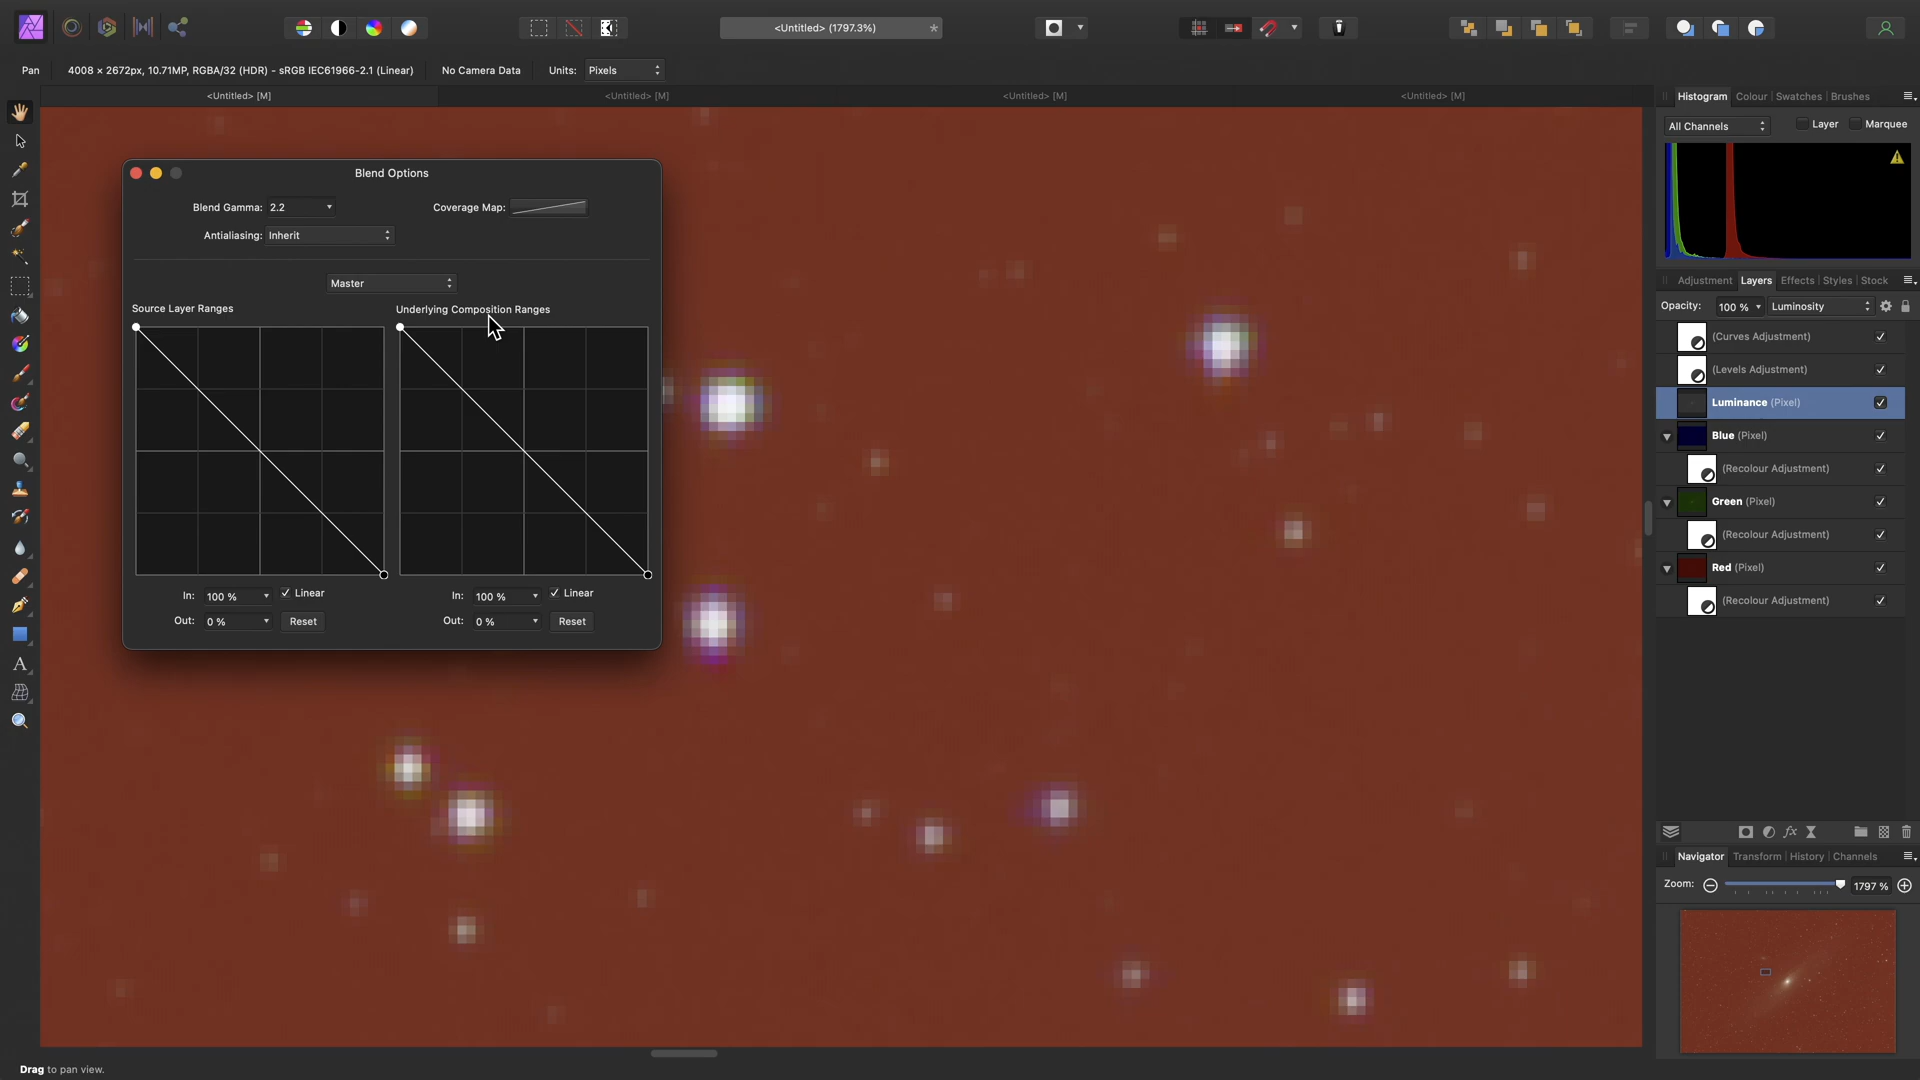 <Untitled> (1797.3%)
Pan
4008 × 2672px, 10.71MP, RGBA/32 (HDR) - sRGB IEC61966-2.1 (Linear)
No Camera Data
Units: Pixels
<Untitled> [M]
<Untitled> [M]
<Untitled> [M]
<Untitled> [M]
Blend Options
Blend Gamma: 2.2
Coverage Map:
Antialiasing: Inherit
Master
Source Layer Ranges
Underlying Composition Ranges
In: 100 %
Linear
Out: 0 %
Reset
In: 100 %
Linear
Out: 0 %
Reset
Histogram Colour Swatches Brushes
All Channels
Layer
Marquee
Adjustment Layers Effects Styles Stock
Opacity: 100 % Luminosity
(Curves Adjustment)
(Levels Adjustment)
Luminance (Pixel)
Blue (Pixel)
(Recolour Adjustment)
Green (Pixel)
(Recolour Adjustment)
Red (Pixel)
(Recolour Adjustment)
Navigator Transform History Channels
Zoom: 1797 %
Drag to pan view.